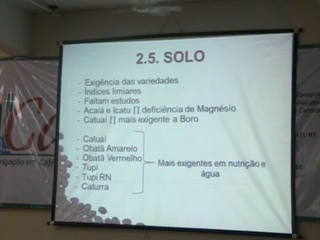 2.5. SOLO
- Exigência das variedades
- Índices limiares
- Faltam estudos
- Acaiá e Icatu ∏ deficiência de Magnésio
- Catuaí ∏ mais exigente a Boro
- Catuaí
- Obatã Amarelo
- Obatã Vermelho
- Tupi
- Tupi RN
- Caturra
Mais exigentes em nutrição e
água